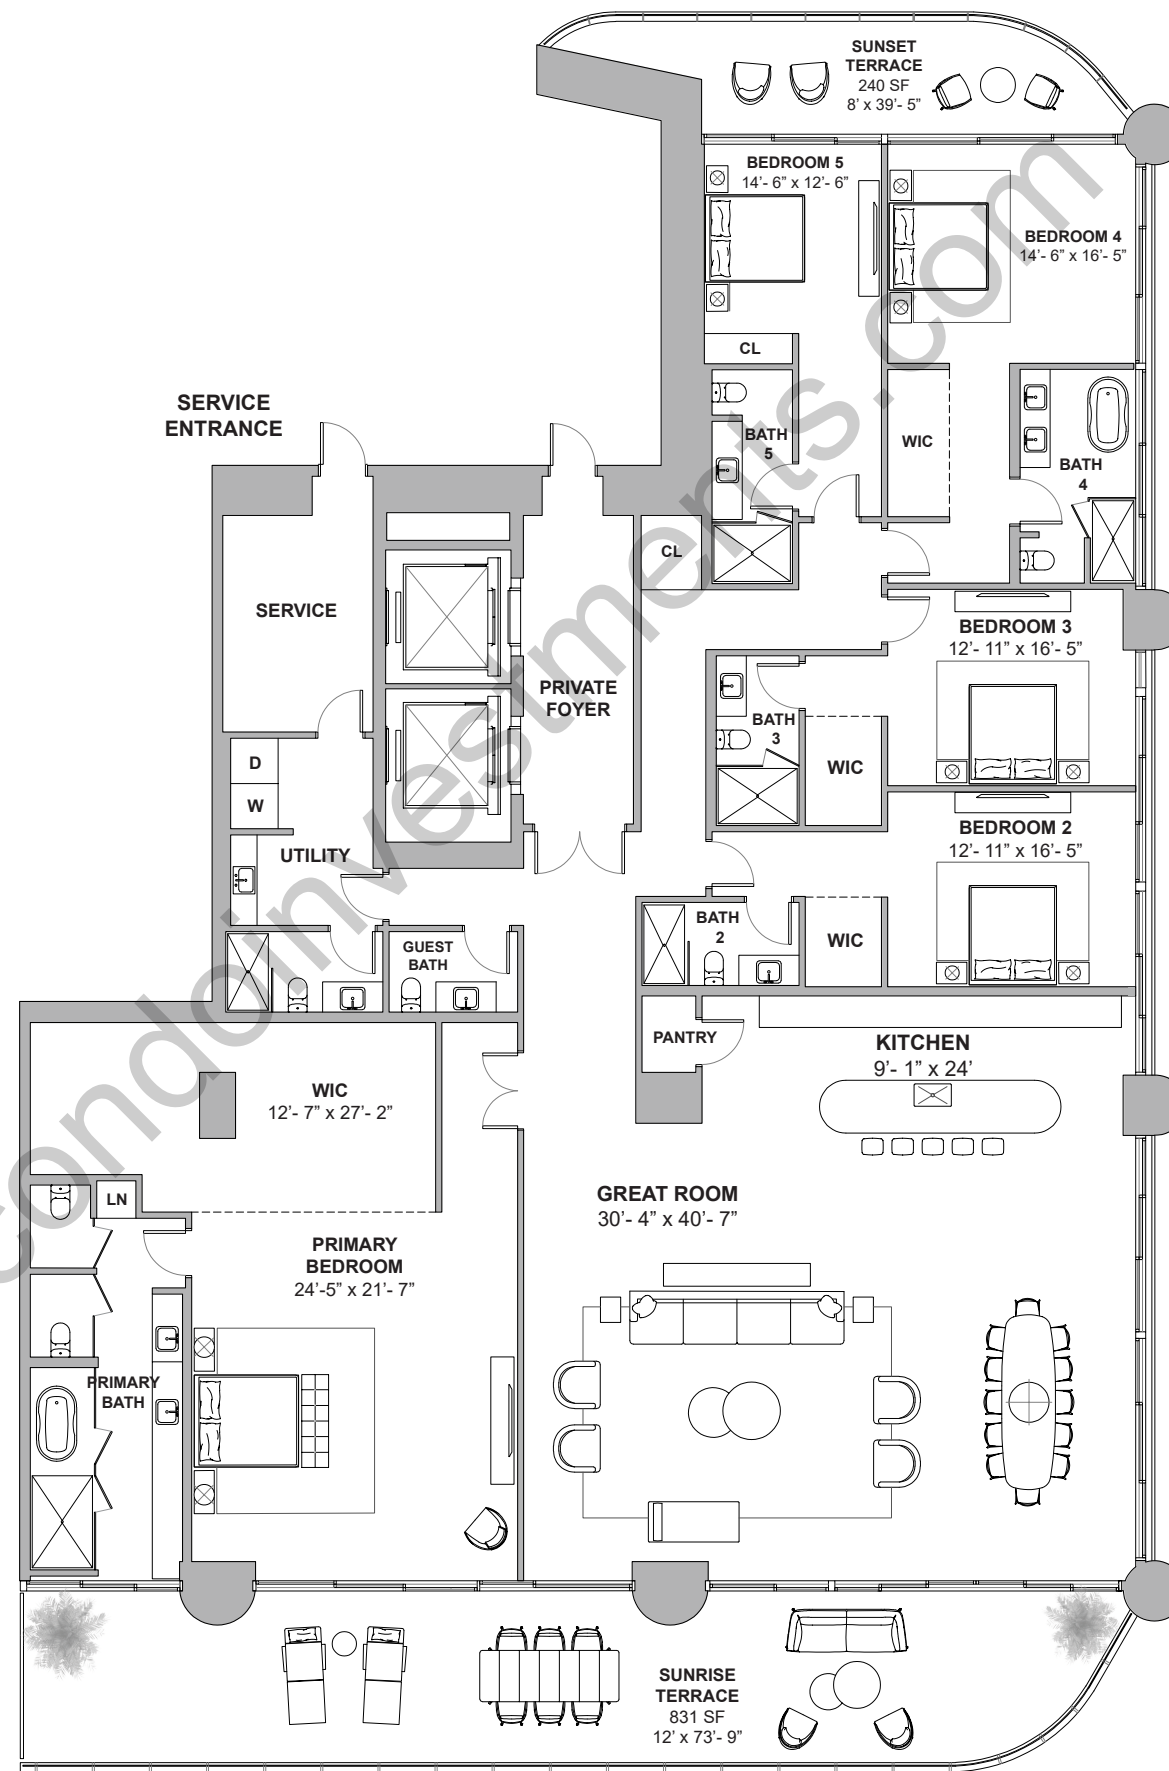 SUNSET
TERRACE
240 SF
8’ x 39’- 5”
BEDROOM 5
14’- 6” x 12’- 6”
BEDROOM 4
14’- 6” x 16’- 5”
CL
SERVICE
ENTRANCE
BATH
5
WIC
BATH
4
CL
SERVICE
BEDROOM 3
12’- 11” x 16’- 5”
PRIVATE
FOYER
BATH
3
WIC
D
W
UTILITY
BEDROOM 2
12’- 11” x 16’- 5”
BATH
2
WIC
GUEST
BATH
PANTRY
KITCHEN
9’- 1” x 24’
WIC
12’- 7” x 27’- 2”
LN
GREAT ROOM
30’- 4” x 40’- 7”
PRIMARY
BEDROOM
24’-5” x 21’- 7”
PRIMARY
BATH
SUNRISE
TERRACE
831 SF
12’ x 73’- 9”
condoinvestments.com